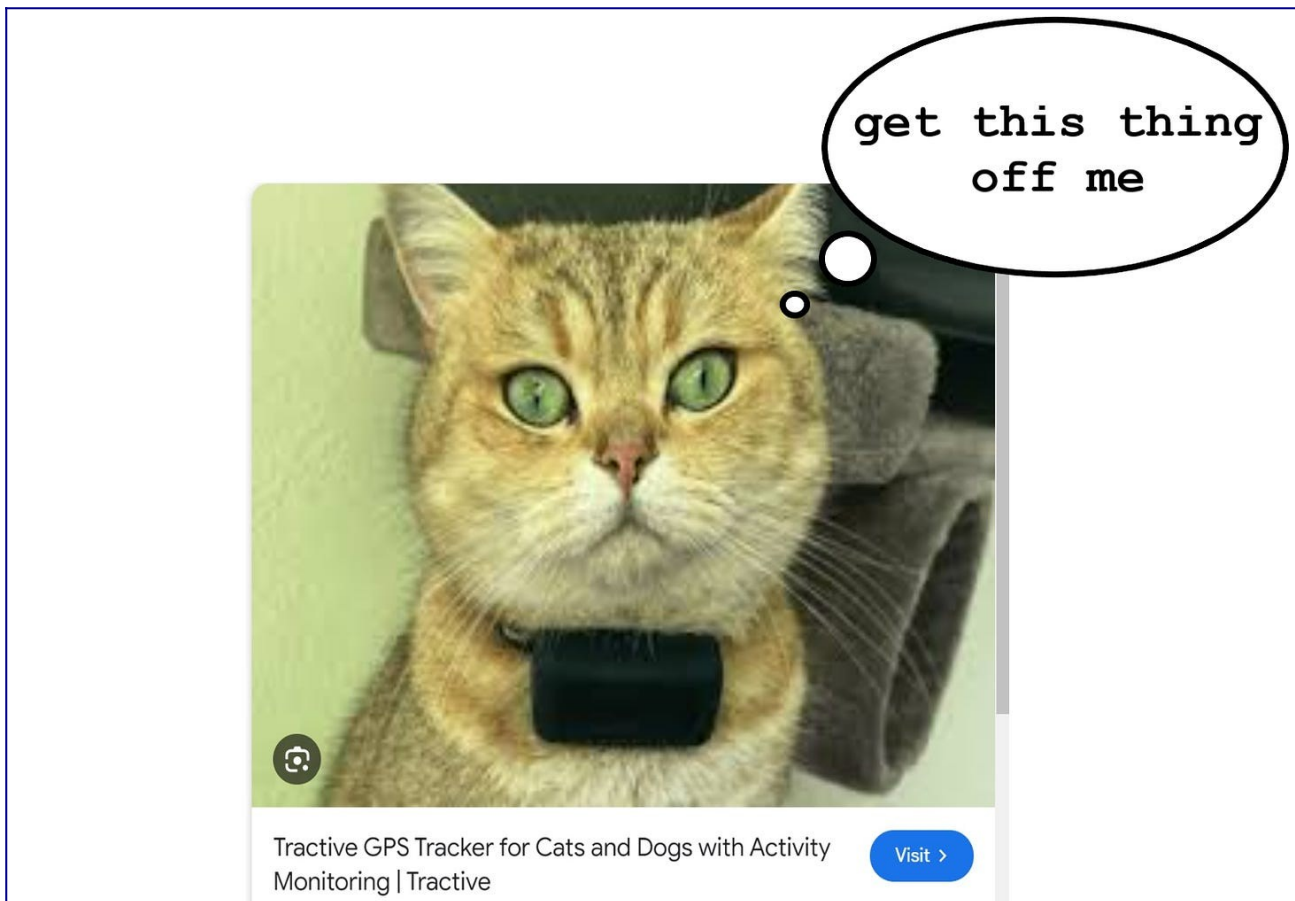 get this thing
off me
Tractive GPS Tracker for Cats and Dogs with Activity
Monitoring | Tractive
Visit >